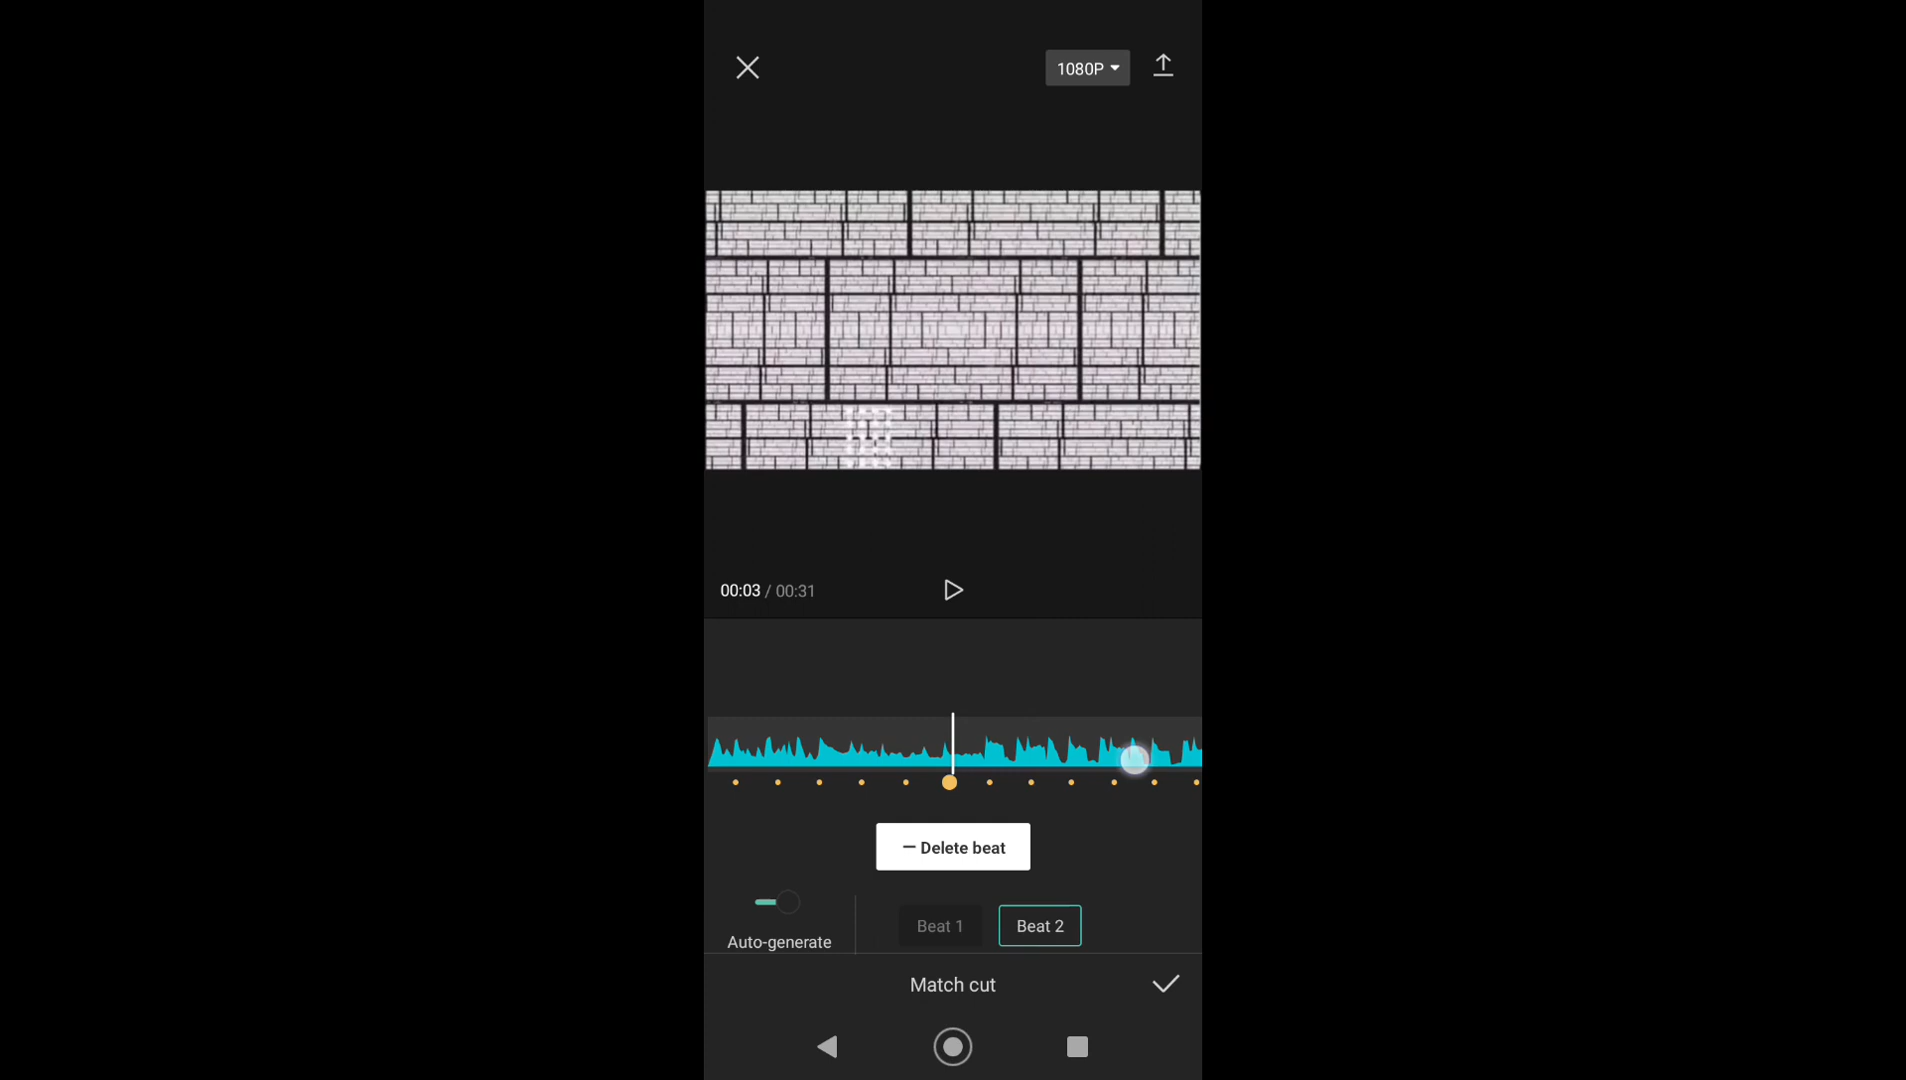 1080P
00:03 / 00:31
Delete beat
Auto-generate
Beat 1
Beat 2
Match cut